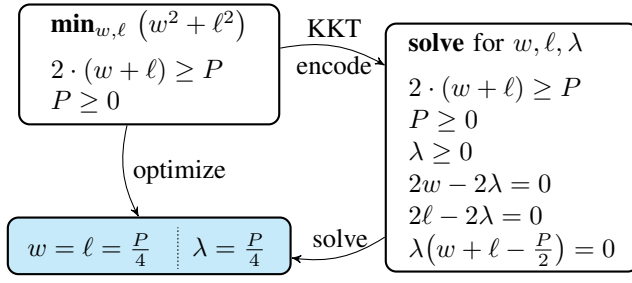 min_{w,ℓ} (w² + ℓ²)
2 · (w + ℓ) ≥ P
P ≥ 0
KKT
encode
solve for w, ℓ, λ
2 · (w + ℓ) ≥ P
P ≥ 0
λ ≥ 0
2w − 2λ = 0
2ℓ − 2λ = 0
λ(w + ℓ − P/2) = 0
optimize
solve
w = ℓ = P/4 λ = P/4